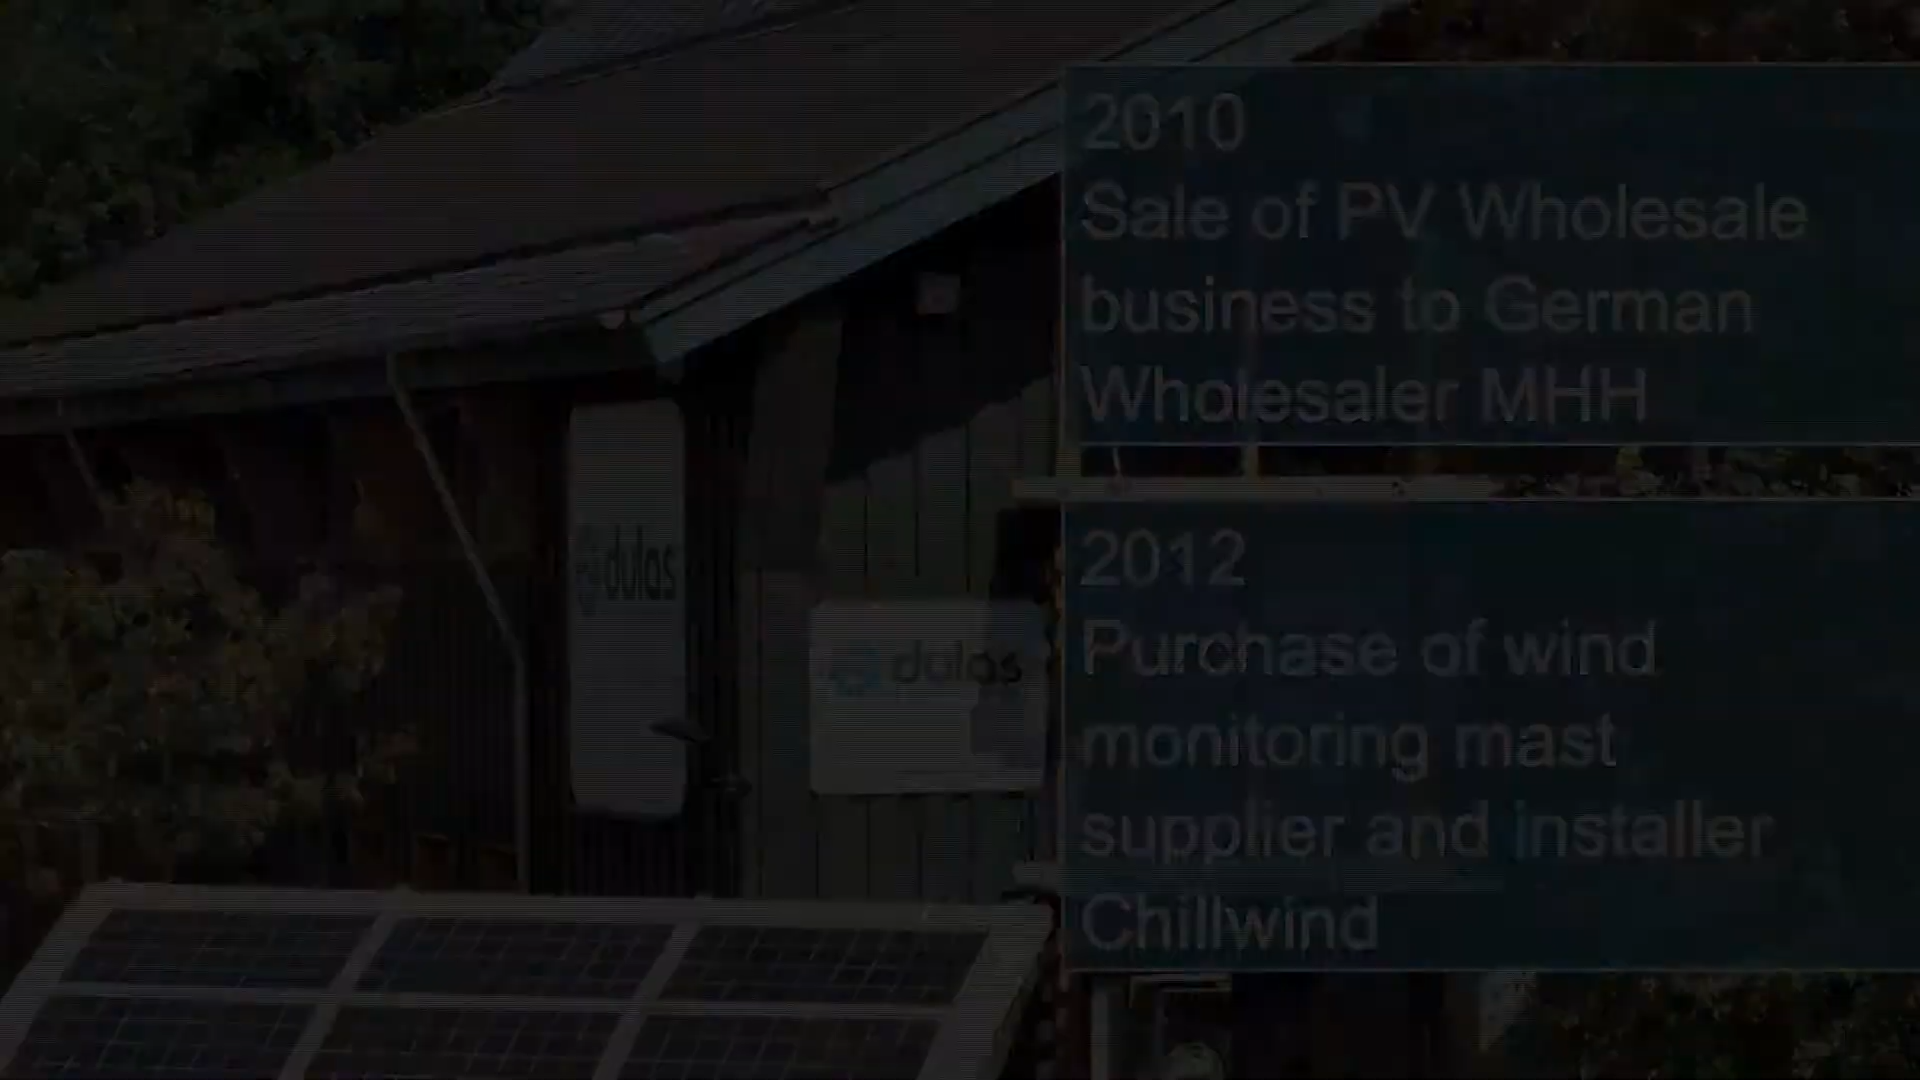 2010
Sale of PV Wholesale
business to German
Wholesaler MHH
dulas
dulas
2012
Purchase of wind
monitoring mast
supplier and installer
Chillwind